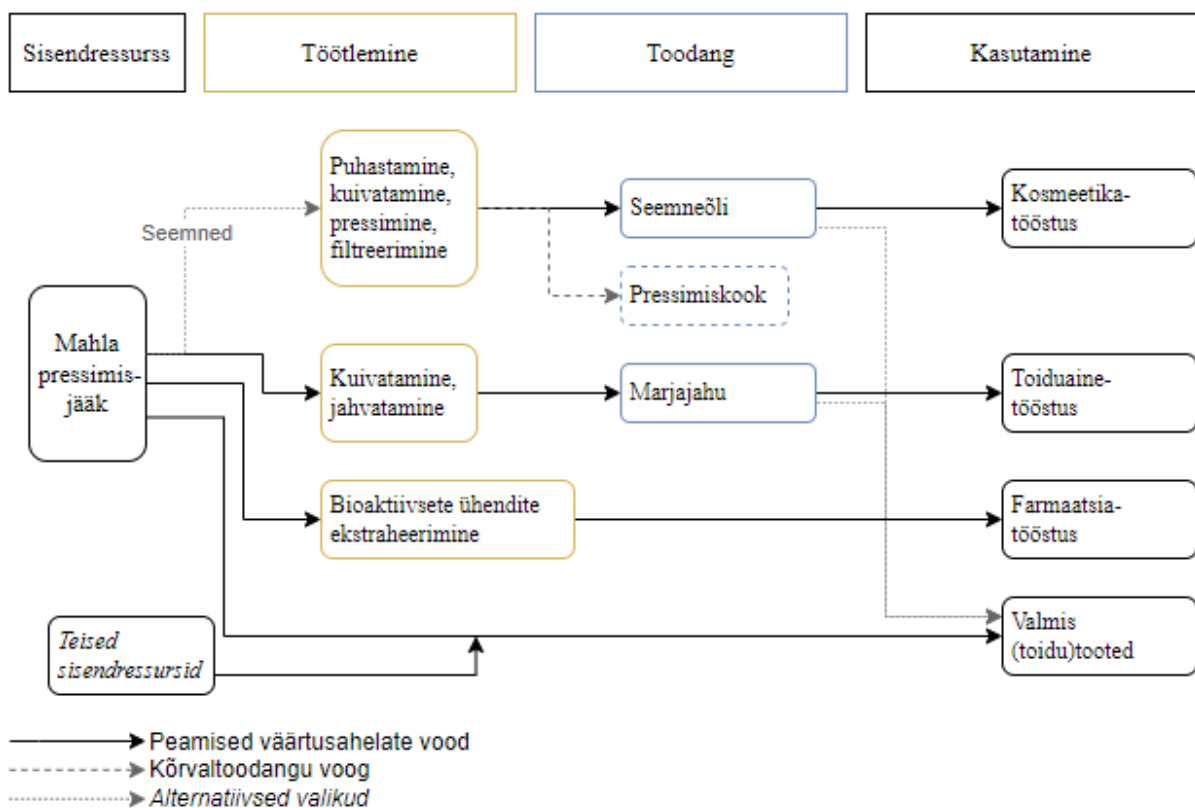 Sisendressurss
Töötlemine
Toodang
Kasutamine
Puhastamine,
kuivatamine,
pressimine,
filtreerimine
Seemneõli
Kosmeetika-
tööstus
Seemned
Pressimiskook
Mahla
pressimis-
jääk
Kuivatamine,
jahvatamine
Marjajahu
Toiduaine-
tööstus
Bioaktiivsete ühendite
ekstraheerimine
Farmaatsia-
tööstus
Teised
sisendressursid
Valmis
(toidu)tooted
Peamised väärtusahelate vood
Kõrvaltoodangu voog
Alternatiivsed valikud